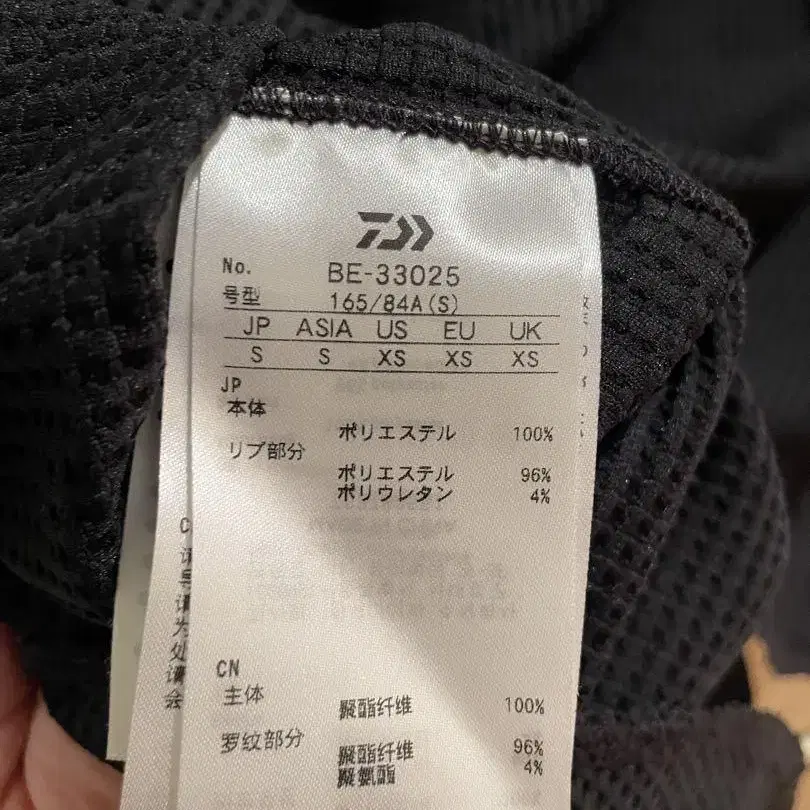 No. BE-33025
号型 165/84A(S)
JP ASIA US EU UK
S S XS XS XS
JP
本体
ポリエステル 100%
リブ部分
ポリエステル 96%
ポリウレタン 4%
CN
主体
聚酯纤维 100%
罗纹部分
聚酯纤维 96%
聚氨酯 4%